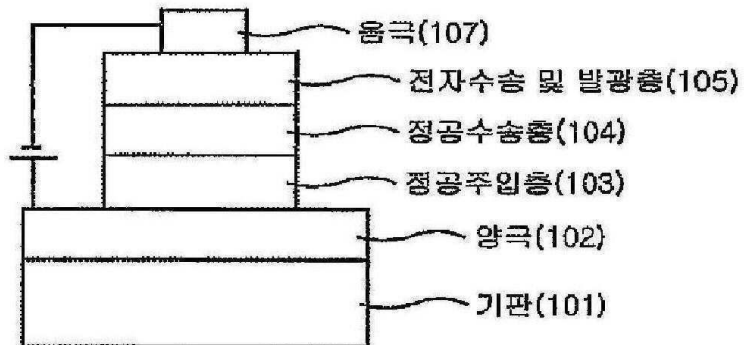 음극(107)
전자수송 및 발광층(105)
정공수송층(104)
정공주입층(103)
양극(102)
기판(101)